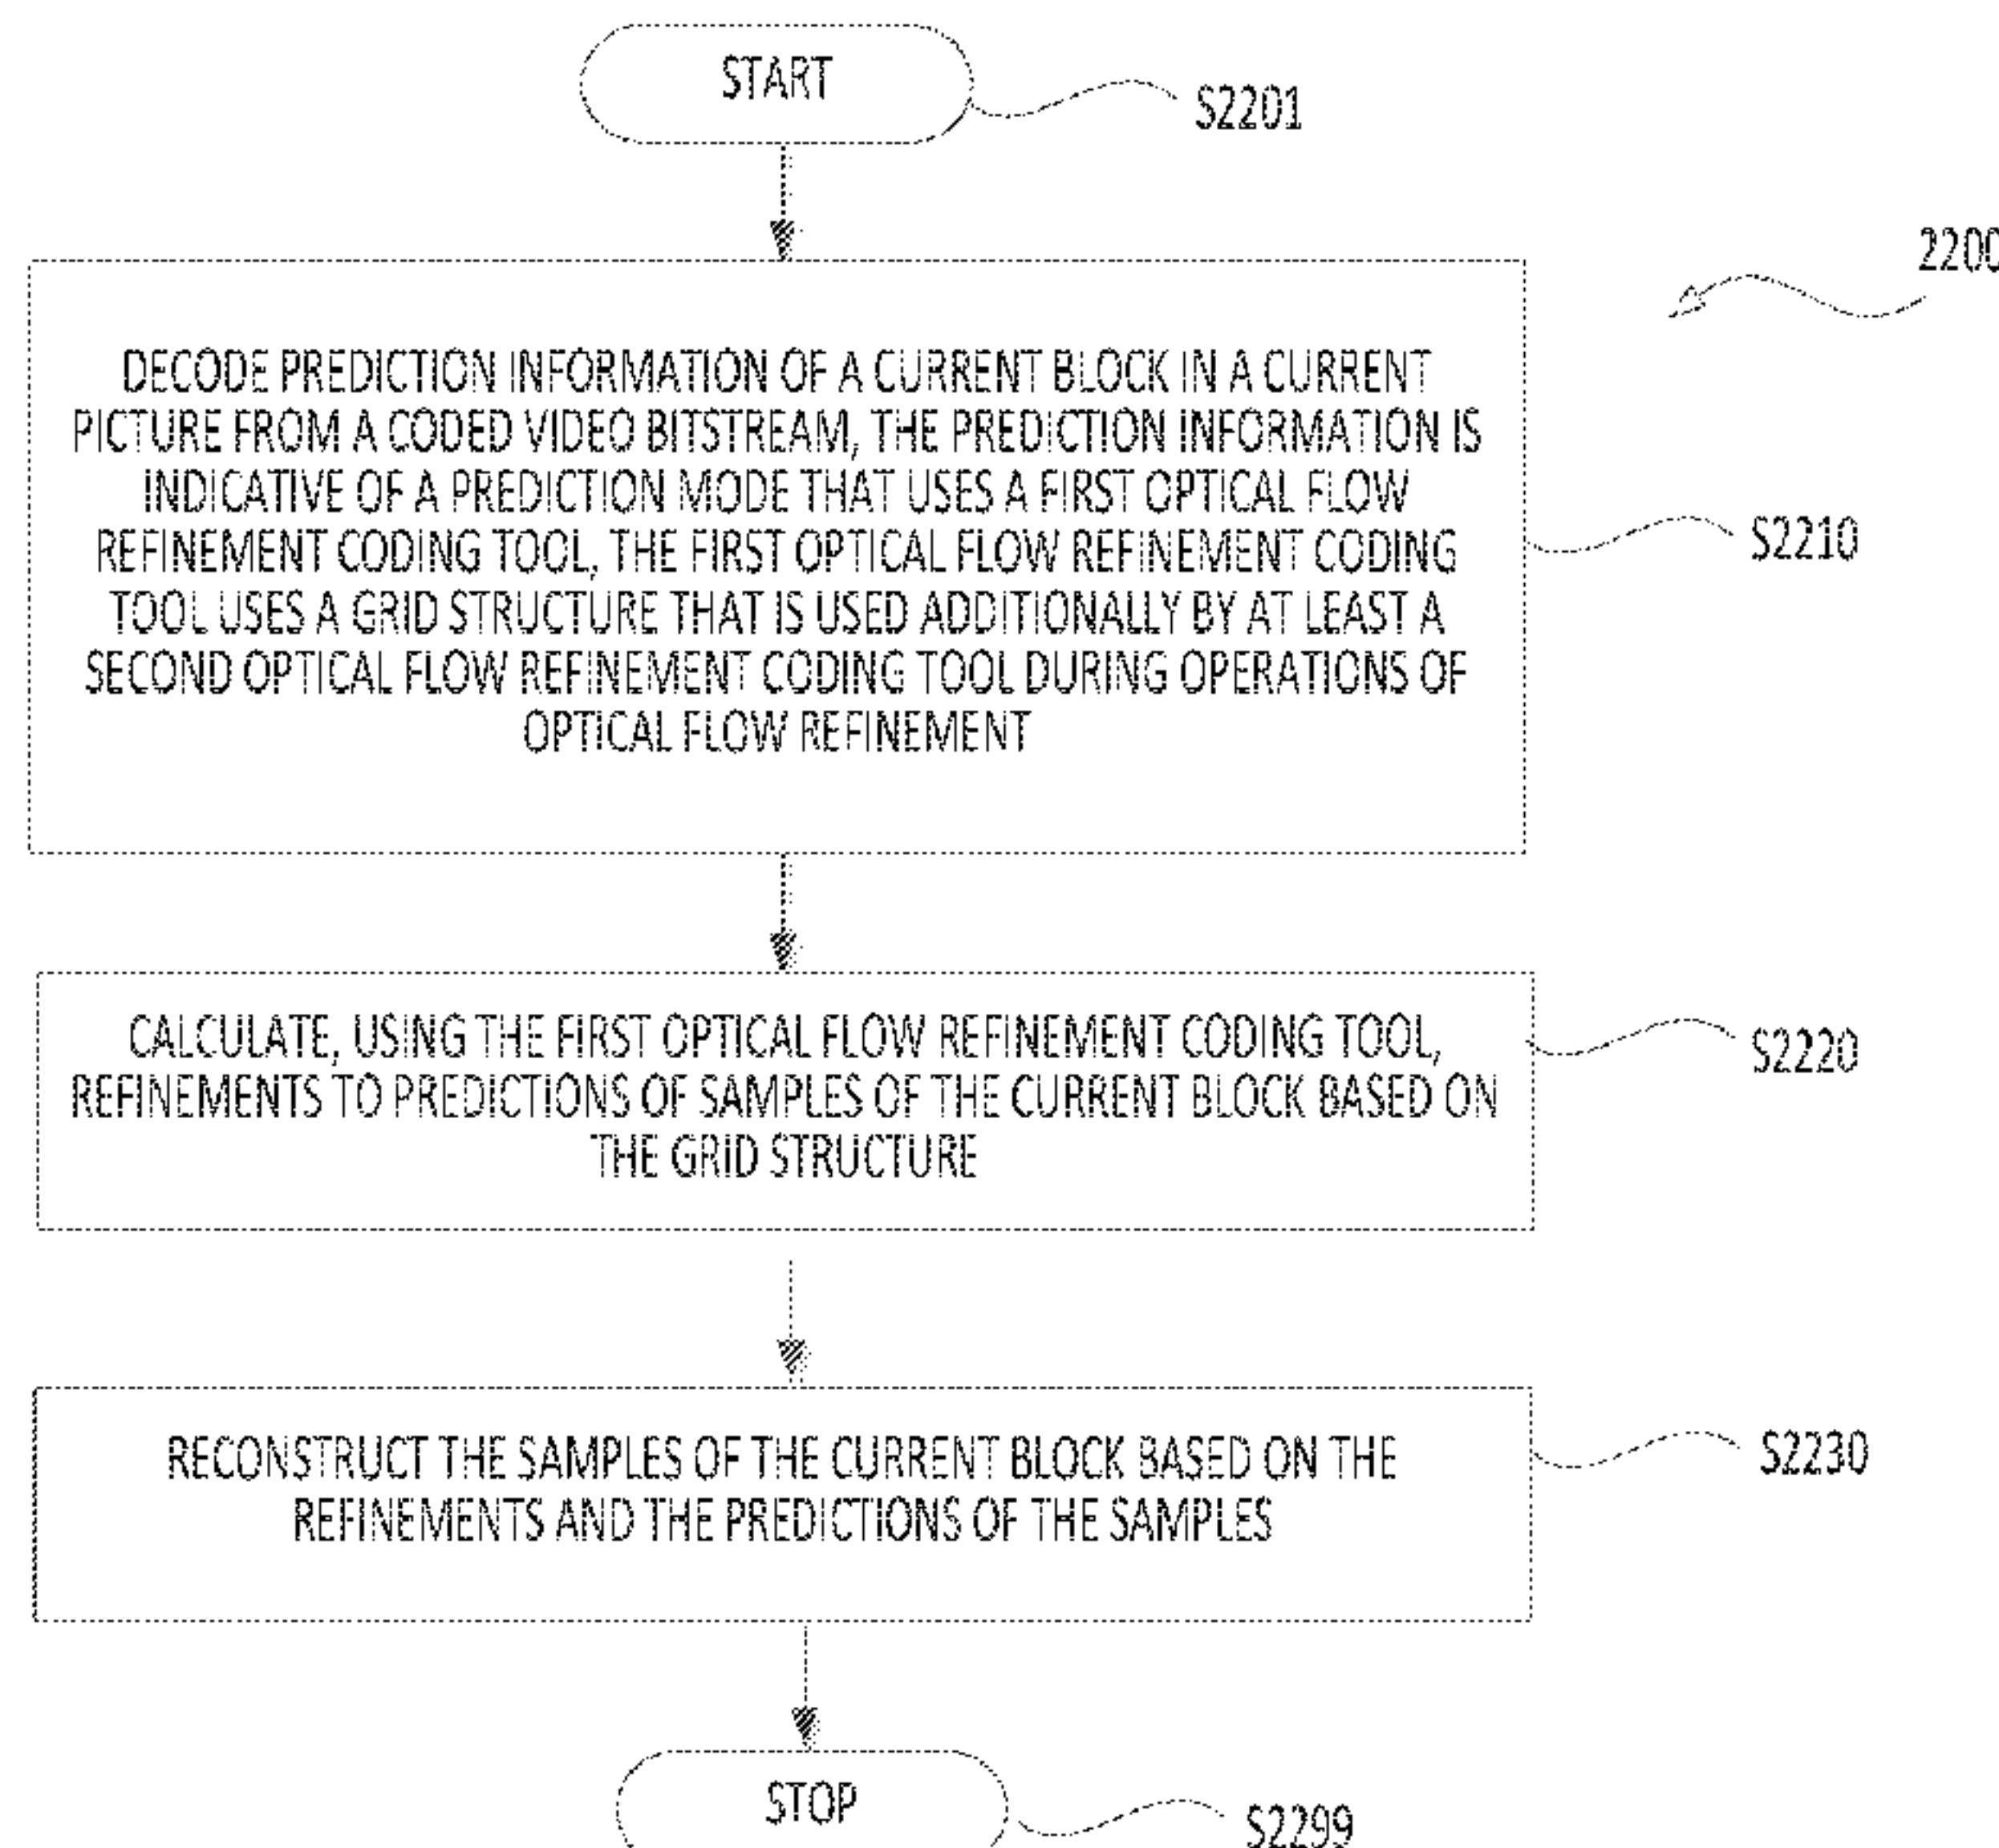 START
S2201
2200
DECODE PREDICTION INFORMATION OF A CURRENT BLOCK IN A CURRENT
PICTURE FROM A CODED VIDEO BITSTREAM, THE PREDICTION INFORMATION IS
INDICATIVE OF A PREDICTION MODE THAT USES A FIRST OPTICAL FLOW
REFINEMENT CODING TOOL, THE FIRST OPTICAL FLOW REFINEMENT CODING
TOOL USES A GRID STRUCTURE THAT IS USED ADDITIONALLY BY AT LEAST A
SECOND OPTICAL FLOW REFINEMENT CODING TOOL DURING OPERATIONS OF
OPTICAL FLOW REFINEMENT
S2210
CALCULATE, USING THE FIRST OPTICAL FLOW REFINEMENT CODING TOOL,
REFINEMENTS TO PREDICTIONS OF SAMPLES OF THE CURRENT BLOCK BASED ON
THE GRID STRUCTURE
S2220
RECONSTRUCT THE SAMPLES OF THE CURRENT BLOCK BASED ON THE
REFINEMENTS AND THE PREDICTIONS OF THE SAMPLES
S2230
STOP
S2299